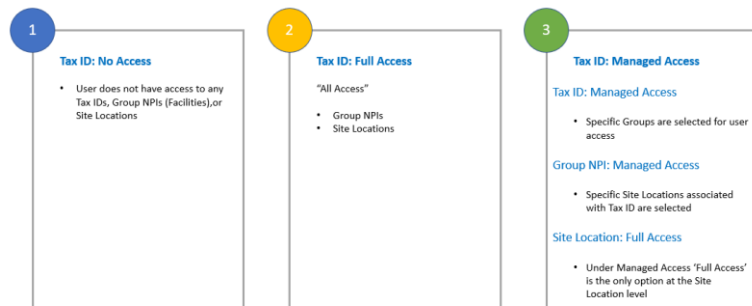 1
Tax ID: No Access
• User does not have access to any
Tax IDs, Group NPIs (Facilities),or
Site Locations
2
Tax ID: Full Access
“All Access”
• Group NPIs
• Site Locations
3
Tax ID: Managed Access
Tax ID: Managed Access
• Specific Groups are selected for user
access
Group NPI: Managed Access
• Specific Site Locations associated
with Tax ID are selected
Site Location: Full Access
• Under Managed Access ‘Full Access’
is the only option at the Site
Location level